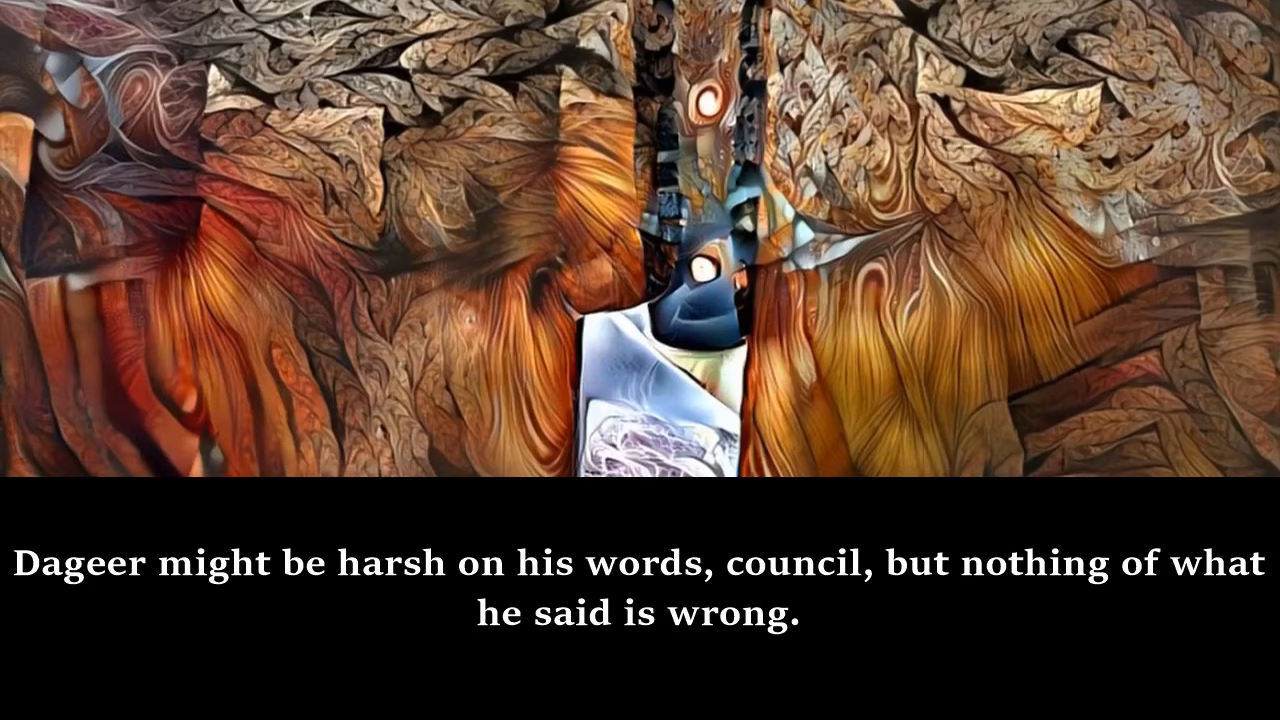 Dageer might be harsh on his words, council, but nothing of what
he said is wrong.